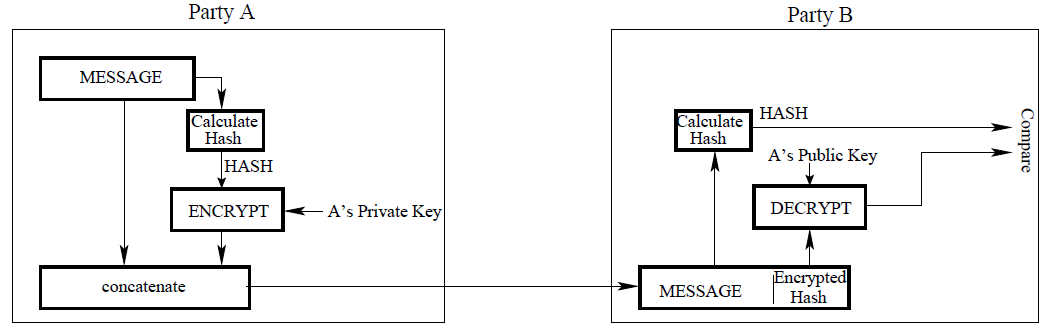 Party A
MESSAGE
Calculate
Hash
HASH
ENCRYPT
A's Private Key
concatenate
Party B
Calculate
Hash
HASH
Compare
A's Public Key
DECRYPT
MESSAGE
Encrypted
Hash